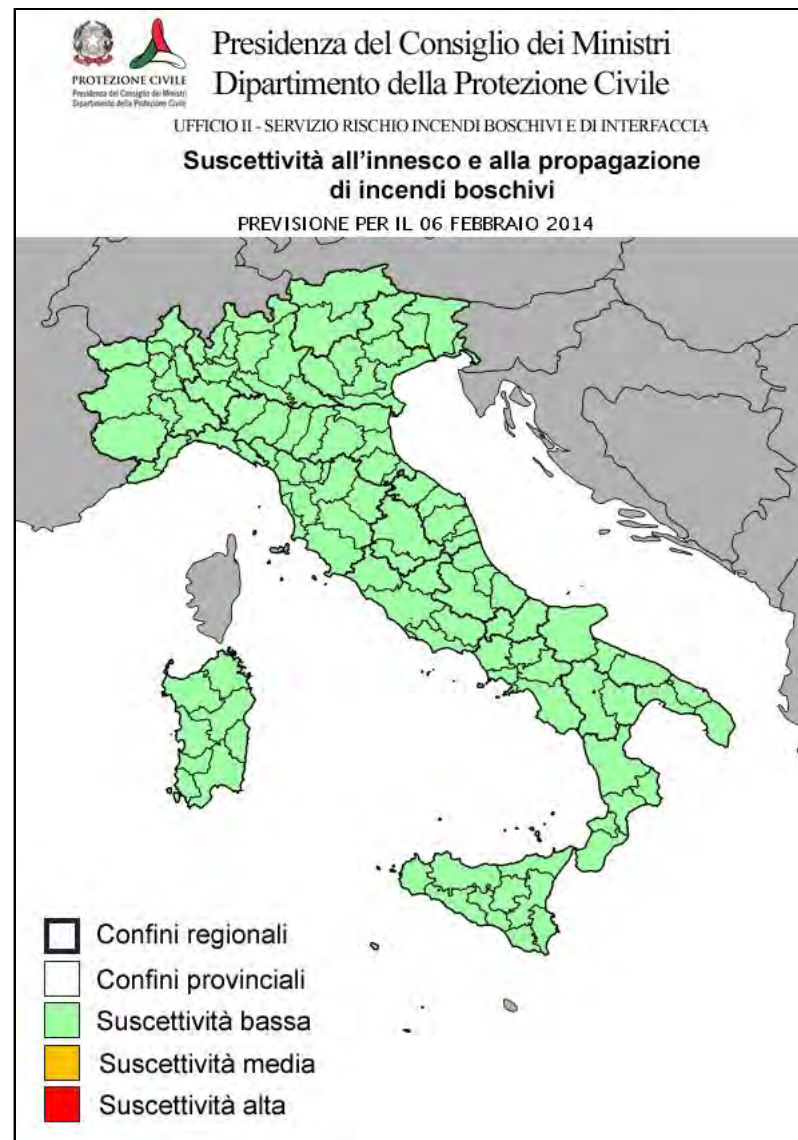 PROTEZIONE CIVILE
Presidenza del Consiglio dei Ministri
Dipartimento della Protezione Civile
Presidenza del Consiglio dei Ministri
Dipartimento della Protezione Civile
UFFICIO II - SERVIZIO RISCHIO INCENDI BOSCHIVI E DI INTERFACCIA
Suscettività all'innesco e alla propagazione
di incendi boschivi
PREVISIONE PER IL 06 FEBBRAIO 2014
Confini regionali
Confini provinciali
Suscettività bassa
Suscettività media
Suscettività alta